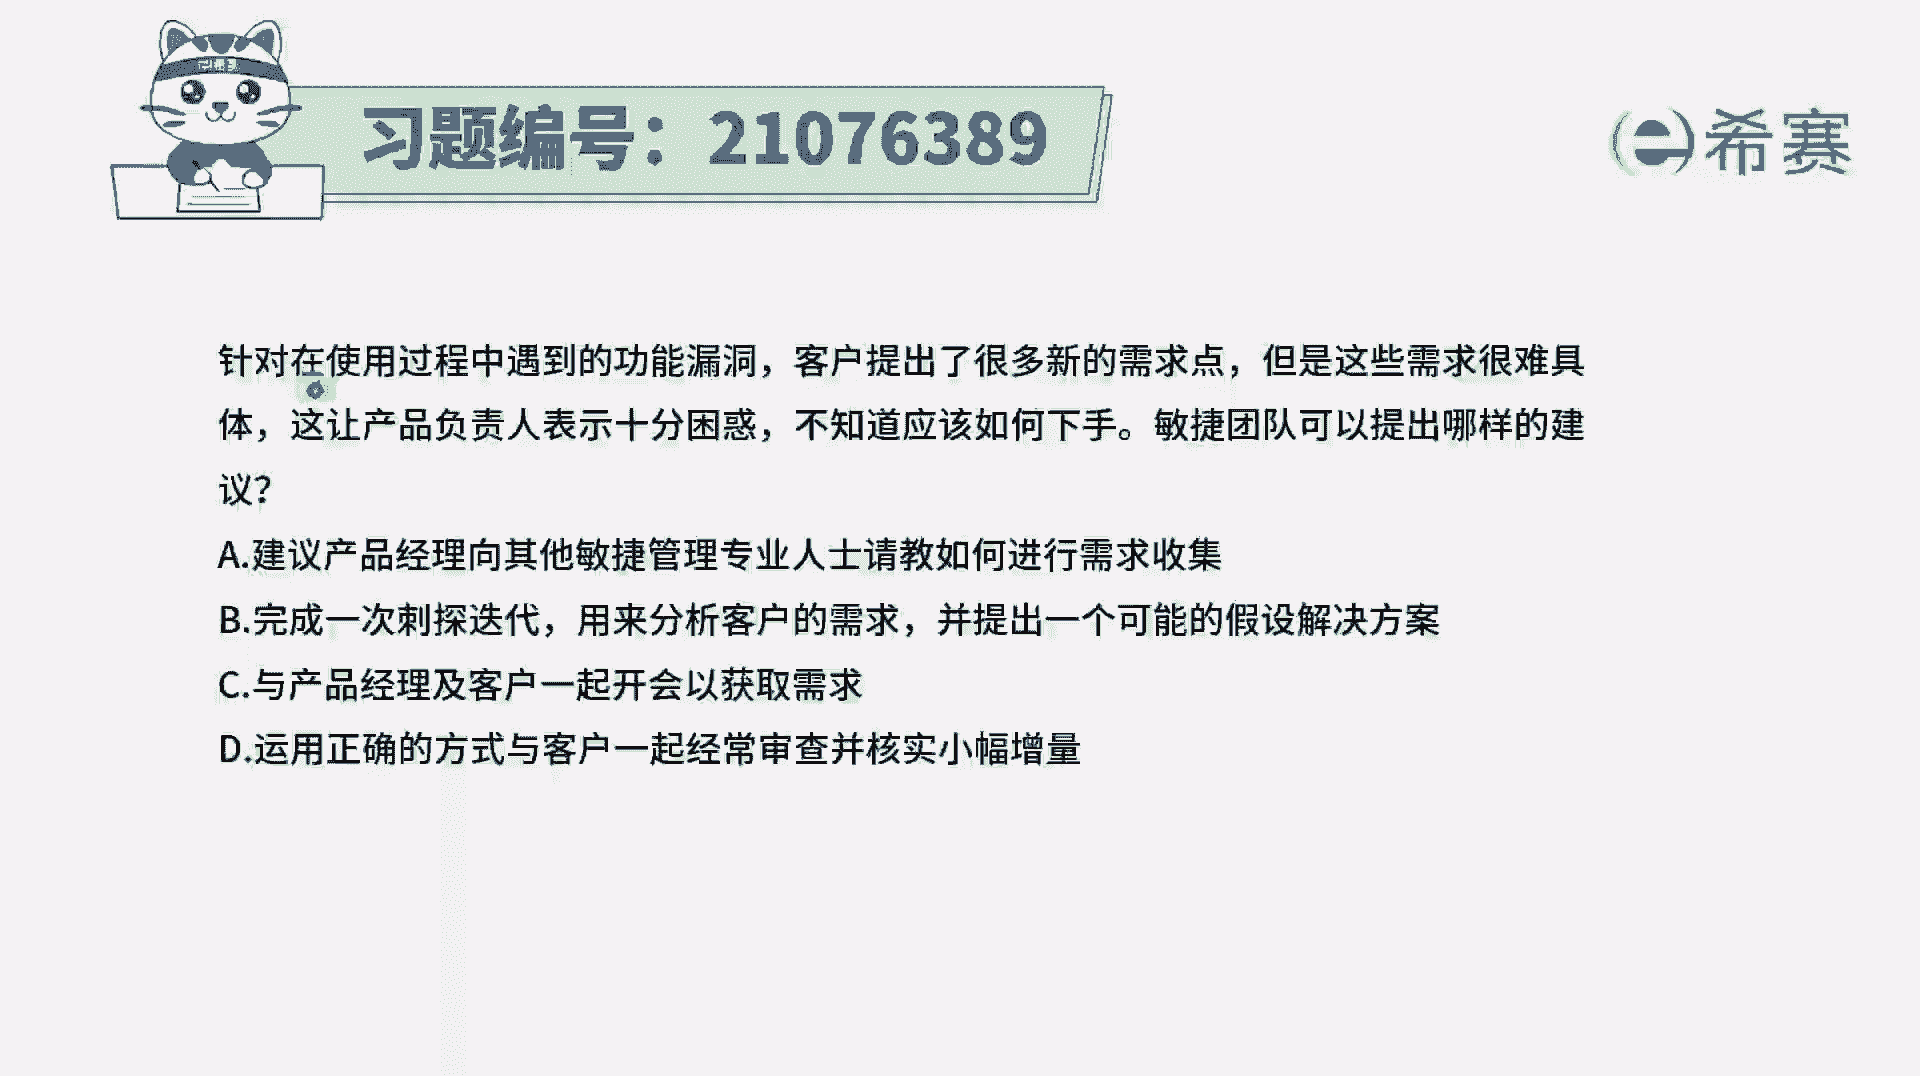 习题编号：21076389
希赛
针对在使用过程中遇到的功能漏洞，客户提出了很多新的需求点，但是这些需求很难具
体，这让产品负责人表示十分困惑，不知道应该如何下手。敏捷团队可以提出哪样的建
议？
A.建议产品经理向其他敏捷管理专业人士请教如何进行需求收集
B.完成一次刺探迭代，用来分析客户的需求，并提出一个可能的假设解决方案
C.与产品经理及客户一起开会以获取需求
D.运用正确的方式与客户一起经常审查并核实小幅增量